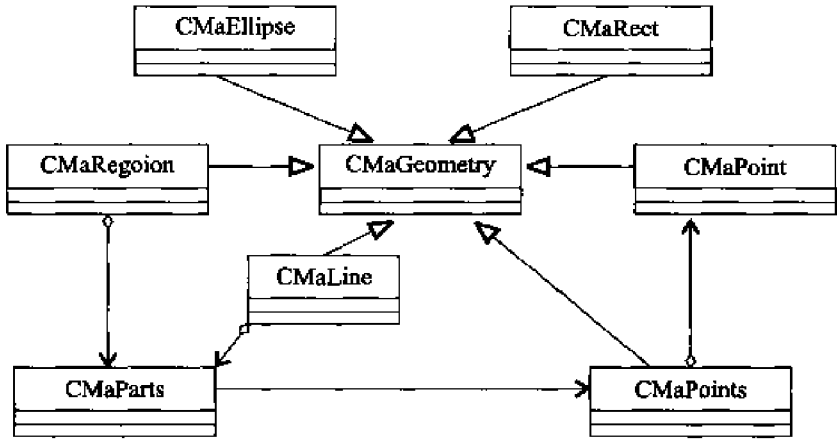 CMaEllipse
CMaRect
CMaRegoion
CMaGeometry
CMaPoint
CMaLine
CMaParts
CMaPoints